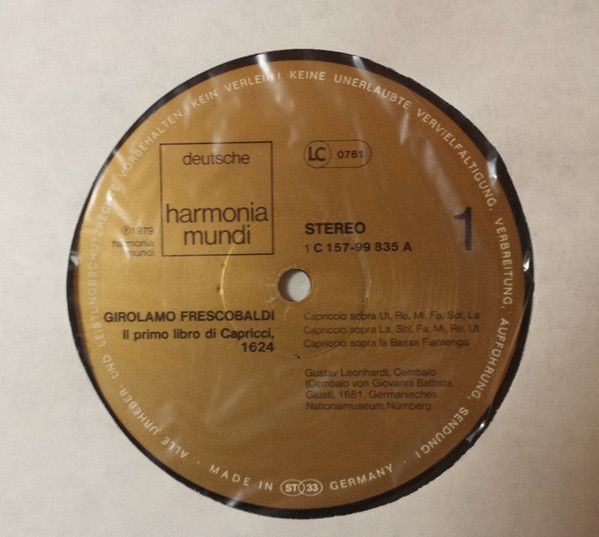 ALLE URHEBER- UND LEISTUNGSSCHUTZRECHTE VORBEHALTEN · KEIN VERLEIH! KEINE UNERLAUBTE VERVIELFÄLTIGUNG, VERBREITUNG, AUFFÜHRUNG, SENDUNG!
deutsche
harmonia
mundi
LC 0761
℗1979
harmonia
mundi
STEREO
1 C 157-99 835 A
1
GIROLAMO FRESCOBALDI
Il primo libro di Capricci,
1624
Capriccio sopra Ut, Re, Mi, Fa, Sol, La
Capriccio sopra La, Sol, Fa, Mi, Re, Ut
Capriccio sopra la Bassa Fiamenga
Gustav Leonhardt, Cembalo
(Cembalo von Giovanni Battista
Giusti, 1681, Germanisches
Nationalmuseum, Nürnberg
· MADE IN ST 33 GERMANY ·